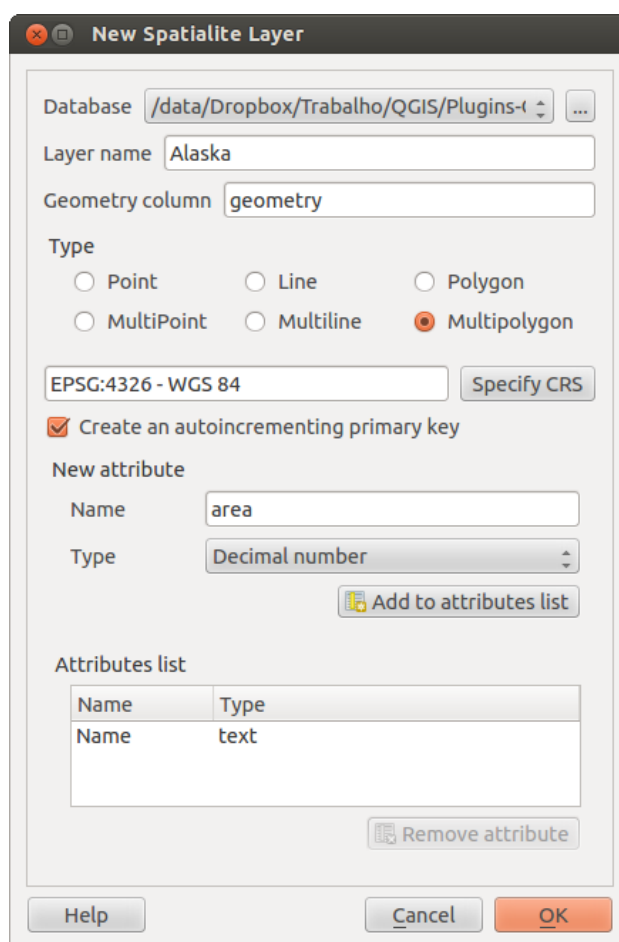 New Spatialite Layer
Database /data/Dropbox/Trabalho/QGIS/Plugins-( ...
Layer name Alaska
Geometry column geometry
Type
Point Line Polygon
MultiPoint Multiline Multipolygon
EPSG:4326 - WGS 84 Specify CRS
Create an autoincrementing primary key
New attribute
Name area
Type Decimal number
Add to attributes list
Attributes list
Name Type
Name text
Remove attribute
Help Cancel OK